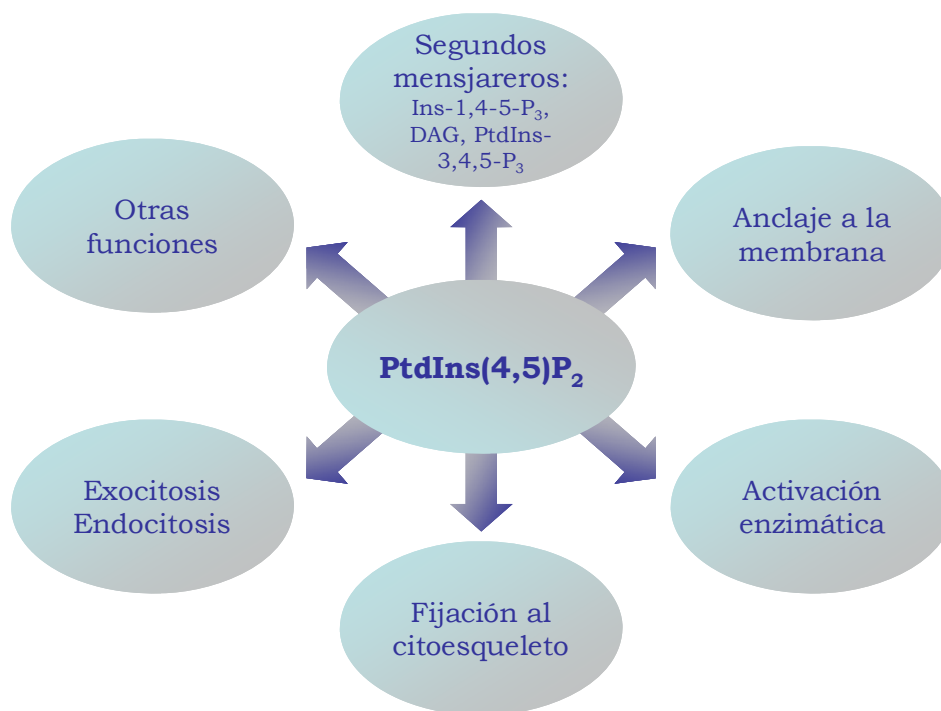 Segundos
mensjareros:
Ins-1,4-5-P₃,
DAG, PtdIns-
3,4,5-P₃
Otras
funciones
Anclaje a la
membrana
PtdIns(4,5)P₂
Exocitosis
Endocitosis
Activación
enzimática
Fijación al
citoesqueleto